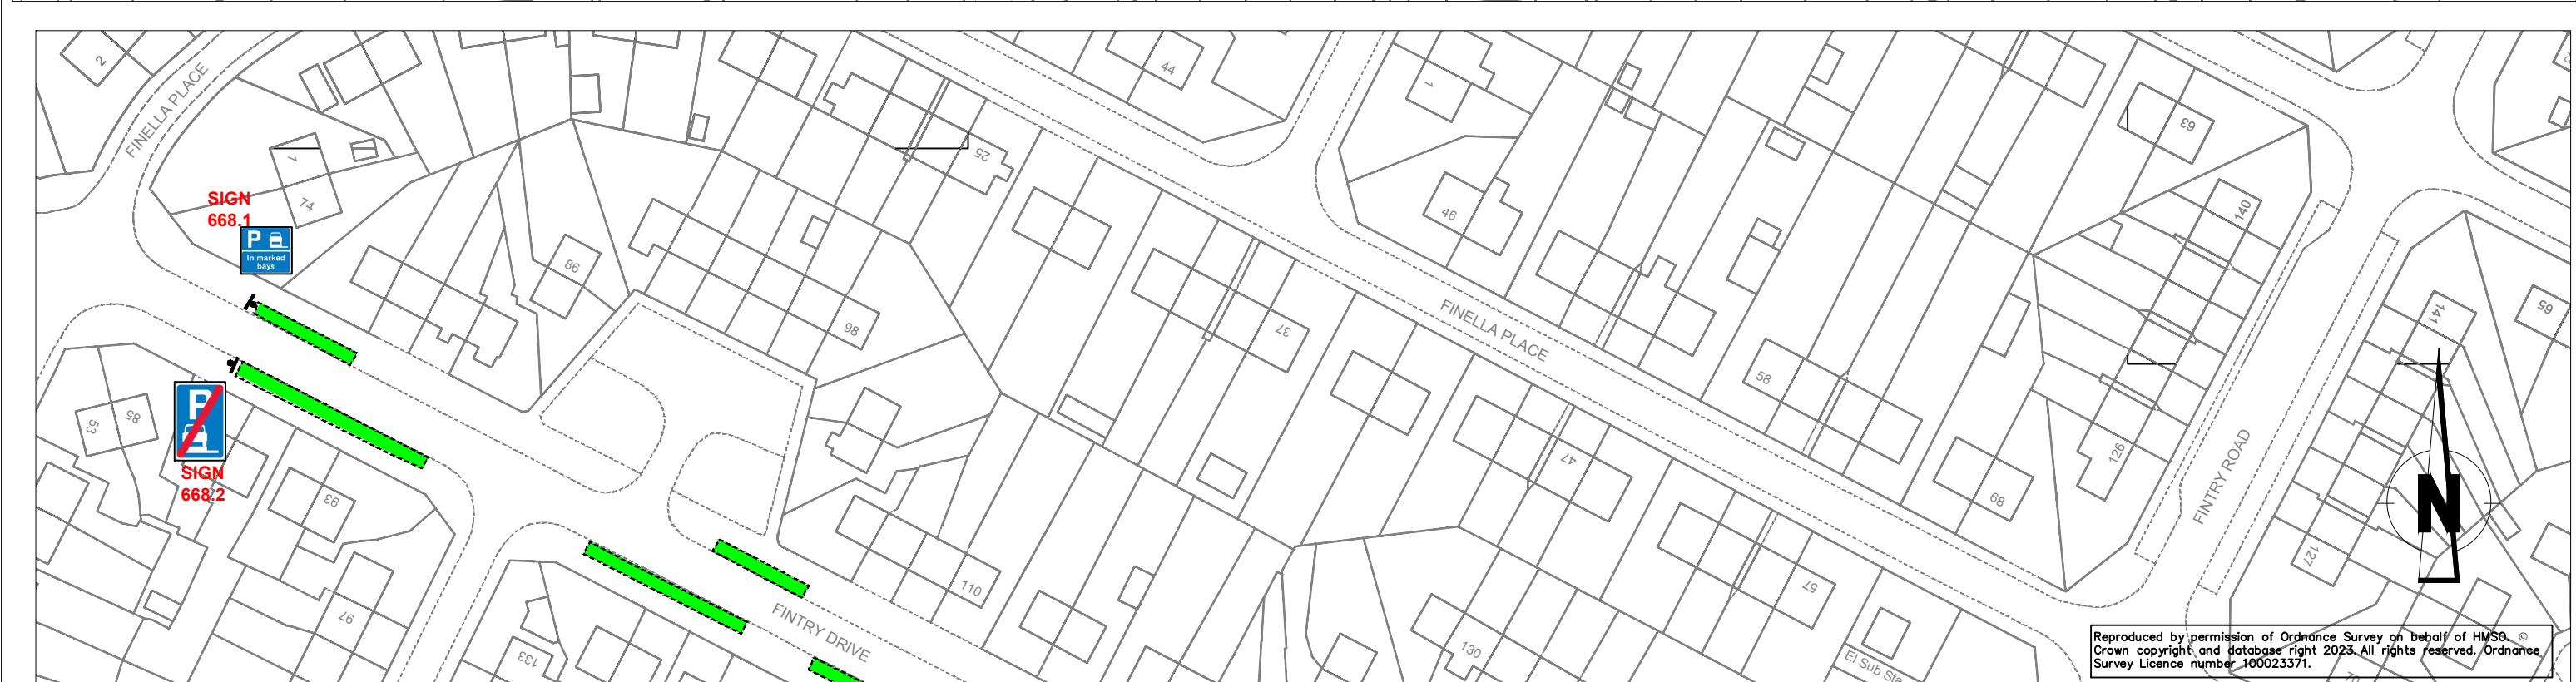 2
FINELLA PLACE
1
74
SIGN
668.1
P
In marked
bays
44
25
86
98
37
1
46
FINELLA PLACE
58
47
68
57
63
140
126
FINTRY ROAD
141
65
127
N
53
85
P
SIGN
668.2
93
97
133
110
FINTRY DRIVE
130
El Sub Sta
Reproduced by permission of Ordnance Survey on behalf of HMSO. ©
Crown copyright and database right 2023. All rights reserved. Ordnance
Survey Licence number 100023371.